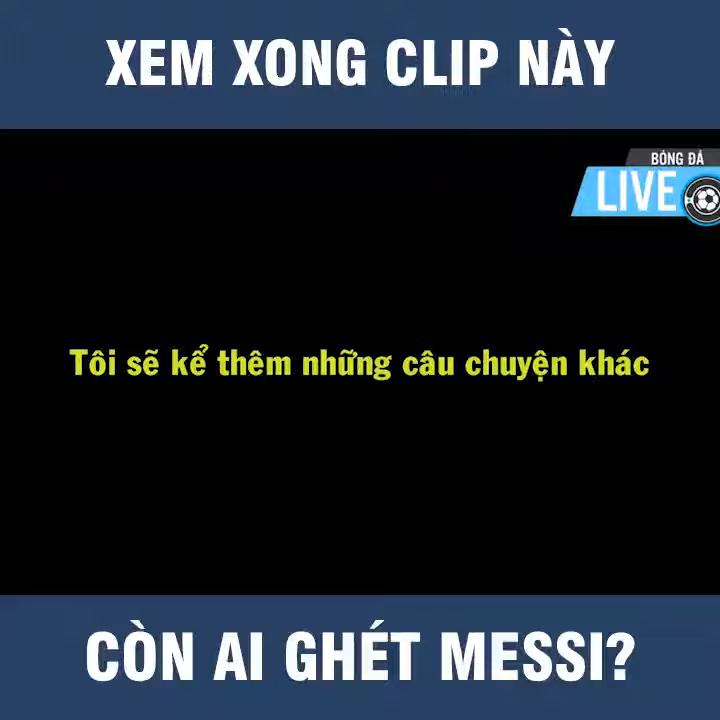 XEM XONG CLIP NÀY
BÓNG ĐÁ
LIVE
Tôi sẽ kể thêm những câu chuyện khác
CÒN AI GHÉT MESSI?